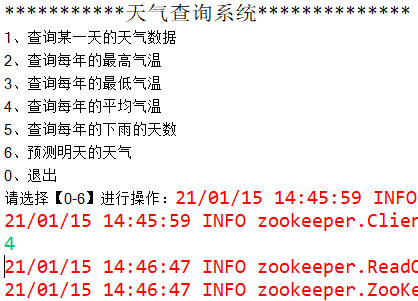 ***********天气查询系统**************
1、查询某一天的天气数据
2、查询每年的最高气温
3、查询每年的最低气温
4、查询每年的平均气温
5、查询每年的下雨的天数
6、预测明天的天气
0、退出
请选择【0-6】进行操作：21/01/15 14:45:59 INFO
21/01/15 14:45:59 INFO zookeeper.Clien
4
21/01/15 14:46:47 INFO zookeeper.ReadO
21/01/15 14:46:47 INFO zookeeper.ZooKe